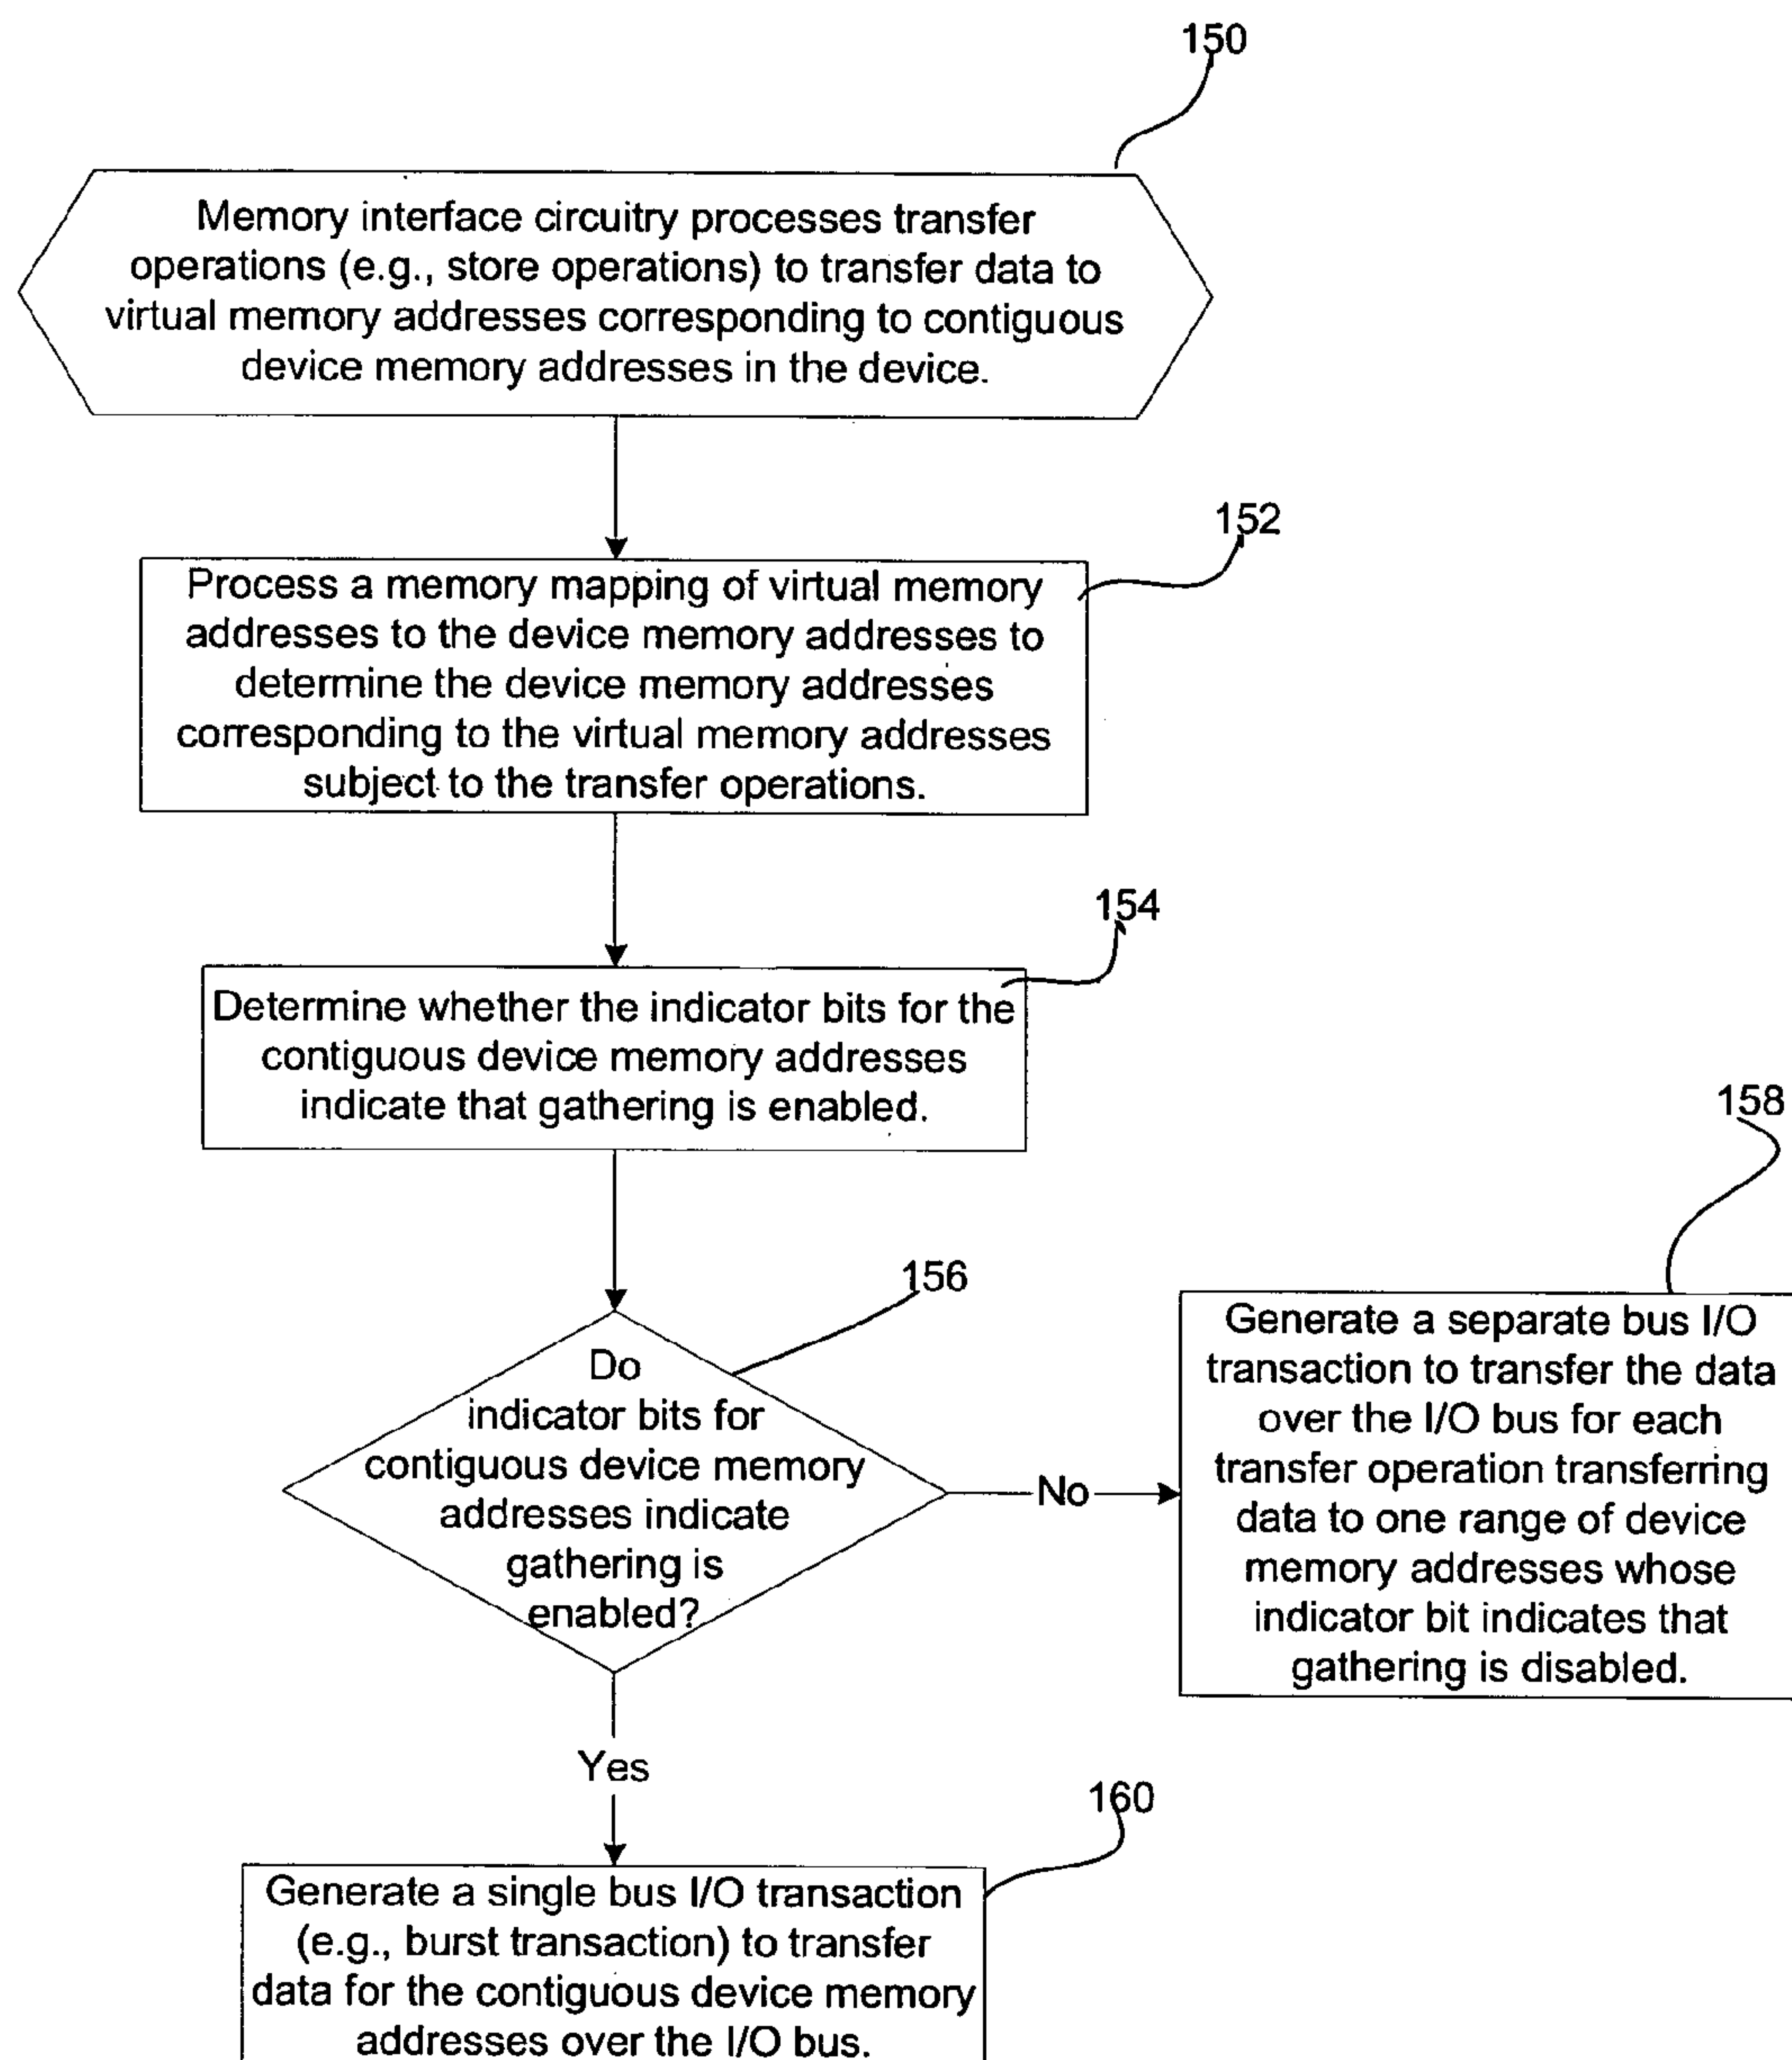 150
Memory interface circuitry processes transfer
operations (e.g., store operations) to transfer data to
virtual memory addresses corresponding to contiguous
device memory addresses in the device.
152
Process a memory mapping of virtual memory
addresses to the device memory addresses to
determine the device memory addresses
corresponding to the virtual memory addresses
subject to the transfer operations.
154
Determine whether the indicator bits for the
contiguous device memory addresses
indicate that gathering is enabled.
156
Do
indicator bits for
contiguous device memory
addresses indicate
gathering is
enabled?
No
158
Generate a separate bus I/O
transaction to transfer the data
over the I/O bus for each
transfer operation transferring
data to one range of device
memory addresses whose
indicator bit indicates that
gathering is disabled.
Yes
160
Generate a single bus I/O transaction
(e.g., burst transaction) to transfer
data for the contiguous device memory
addresses over the I/O bus.